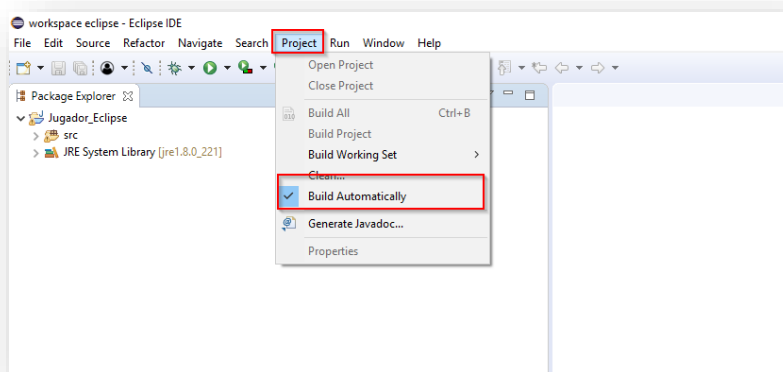 workspace eclipse - Eclipse IDE
File Edit Source Refactor Navigate Search Project Run Window Help
Package Explorer
Jugador_Eclipse
src
JRE System Library [jre1.8.0_221]
Open Project
Close Project
Build All Ctrl+B
Build Project
Build Working Set
Clean...
Build Automatically
Generate Javadoc...
Properties